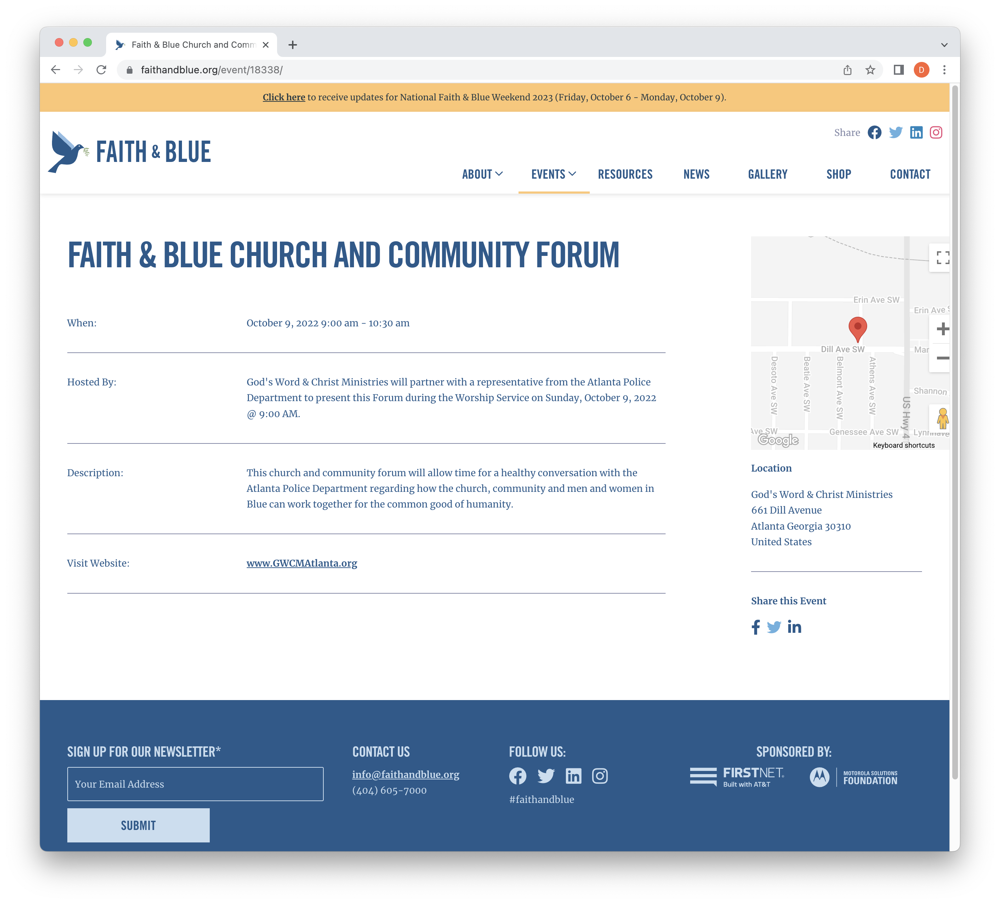 Faith & Blue Church and Comm
faithandblue.org/event/18338/
D
Click here to receive updates for National Faith & Blue Weekend 2023 (Friday, October 6 - Monday, October 9).
Share
FAITH & BLUE
ABOUT EVENTS RESOURCES NEWS GALLERY SHOP CONTACT
FAITH & BLUE CHURCH AND COMMUNITY FORUM
When: October 9, 2022 9:00 am - 10:30 am
Hosted By: God's Word & Christ Ministries will partner with a representative from the Atlanta Police
Department to present this Forum during the Worship Service on Sunday, October 9, 2022
@ 9:00 AM.
Description: This church and community forum will allow time for a healthy conversation with the
Atlanta Police Department regarding how the church, community and men and women in
Blue can work together for the common good of humanity.
Visit Website: www.GWCMAtlanta.org
Erin Ave SW
Erin Ave S
Dill Ave SW
Mar
Desoto Ave SW
Beatie Ave SW
Belmont Ave SW
Athens Ave SW
US Hwy 4
Shannon
Ave SW
Genessee Ave SW
Lynnhave
Google
Keyboard shortcuts
Location
God's Word & Christ Ministries
661 Dill Avenue
Atlanta Georgia 30310
United States
Share this Event
SIGN UP FOR OUR NEWSLETTER*
Your Email Address
SUBMIT
CONTACT US
info@faithandblue.org
(404) 605-7000
FOLLOW US:
#faithandblue
SPONSORED BY:
FIRSTNET
Built with AT&T
MOTOROLA SOLUTIONS
FOUNDATION